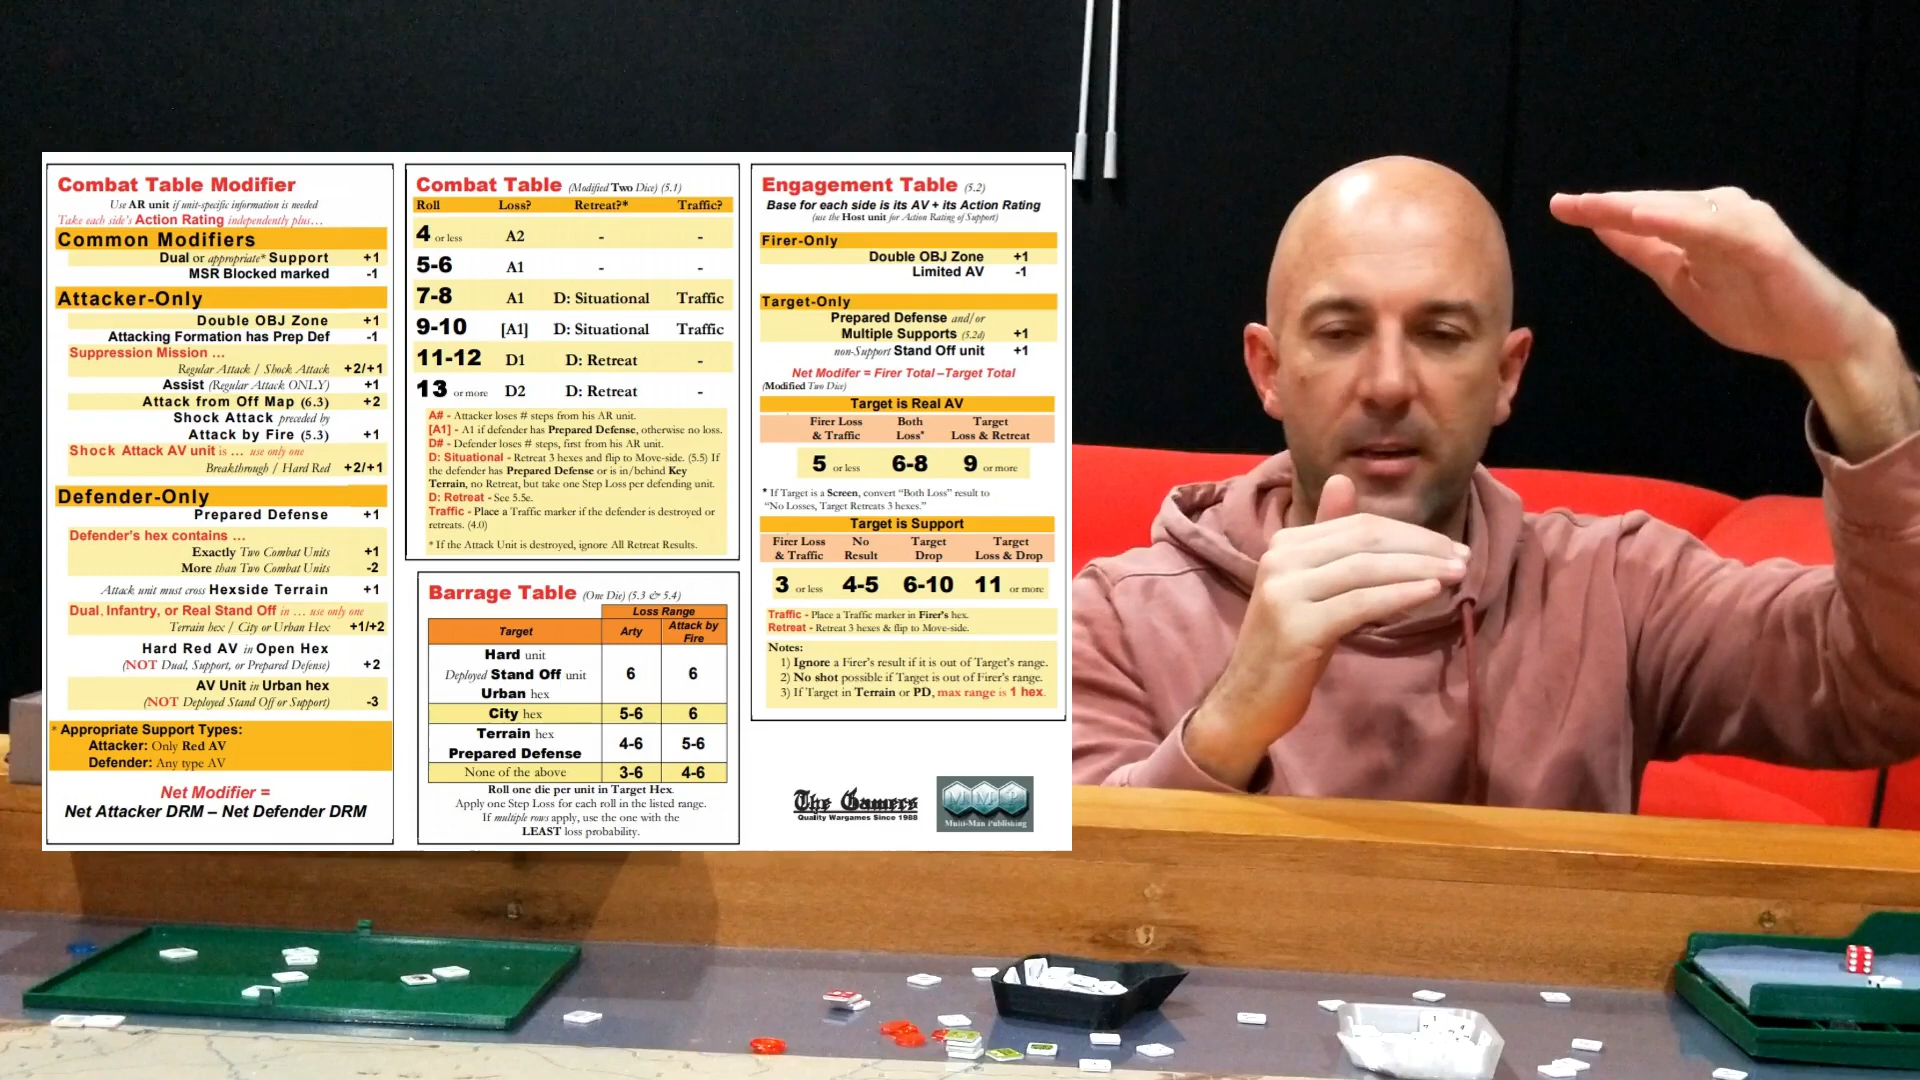 Combat Table Modifier
Use AR unit if unit-specific information is needed
Take each side's Action Rating independently plus…
Common Modifiers
Dual or appropriate* Support +1
MSR Blocked marked -1
Attacker-Only
Double OBJ Zone +1
Attacking Formation has Prep Def -1
Suppression Mission …
Regular Attack / Shock Attack +2/+1
Assist (Regular Attack ONLY) +1
Attack from Off Map (6.3) +2
Shock Attack preceded by
Attack by Fire (5.3) +1
Shock Attack AV unit is … use only one
Breakthrough / Hard Red +2/+1
Defender-Only
Prepared Defense +1
Defender's hex contains …
Exactly Two Combat Units +1
More than Two Combat Units -2
Attack unit must cross Hexside Terrain +1
Dual, Infantry, or Real Stand Off in … use only one
Terrain hex / City or Urban Hex +1/+2
Hard Red AV in Open Hex
(NOT Dual, Support, or Prepared Defense) +2
AV Unit in Urban hex
(NOT Deployed Stand Off or Support) -3
* Appropriate Support Types:
Attacker: Only Red AV
Defender: Any type AV
Net Modifier =
Net Attacker DRM – Net Defender DRM
Combat Table (Modified Two Dice) (5.1)
Roll Loss? Retreat?* Traffic?
4 or less A2 - -
5-6 A1 - -
7-8 A1 D: Situational Traffic
9-10 [A1] D: Situational Traffic
11-12 D1 D: Retreat -
13 or more D2 D: Retreat -
A# - Attacker loses # steps from his AR unit.
[A1] - A1 if defender has Prepared Defense, otherwise no loss.
D# - Defender loses # steps, first from his AR unit.
D: Situational - Retreat 3 hexes and flip to Move-side. (5.5) If
the defender has Prepared Defense or is in/behind Key
Terrain, no Retreat, but take one Step Loss per defending unit.
D: Retreat - See 5.5e.
Traffic - Place a Traffic marker if the defender is destroyed or
retreats. (4.0)
* If the Attack Unit is destroyed, ignore All Retreat Results.
Barrage Table (One Die) (5.3 & 5.4)
Loss Range
Target Arty Attack by
Fire
Hard unit
Deployed Stand Off unit 6 6
Urban hex
City hex 5-6 6
Terrain hex
4-6 5-6
Prepared Defense
None of the above 3-6 4-6
Roll one die per unit in Target Hex.
Apply one Step Loss for each roll in the listed range.
If multiple rows apply, use the one with the
LEAST loss probability.
Engagement Table (5.2)
Base for each side is its AV + its Action Rating
(use the Host unit for Action Rating of Support)
Firer-Only
Double OBJ Zone +1
Limited AV -1
Target-Only
Prepared Defense and/or
Multiple Supports (5.2d) +1
non-Support Stand Off unit +1
Net Modifer = Firer Total –Target Total
(Modified Two Dice)
Target is Real AV
Firer Loss Both Target
& Traffic Loss* Loss & Retreat
5 or less 6-8 9 or more
* If Target is a Screen, convert “Both Loss” result to
“No Losses, Target Retreats 3 hexes.”
Target is Support
Firer Loss No Target Target
& Traffic Result Drop Loss & Drop
3 or less 4-5 6-10 11 or more
Traffic - Place a Traffic marker in Firer's hex.
Retreat - Retreat 3 hexes & flip to Move-side.
Notes:
1) Ignore a Firer's result if it is out of Target's range.
2) No shot possible if Target is out of Firer's range.
3) If Target in Terrain or PD, max range is 1 hex.
The Gamers
Quality Wargames Since 1988
MMP
Multi-Man Publishing